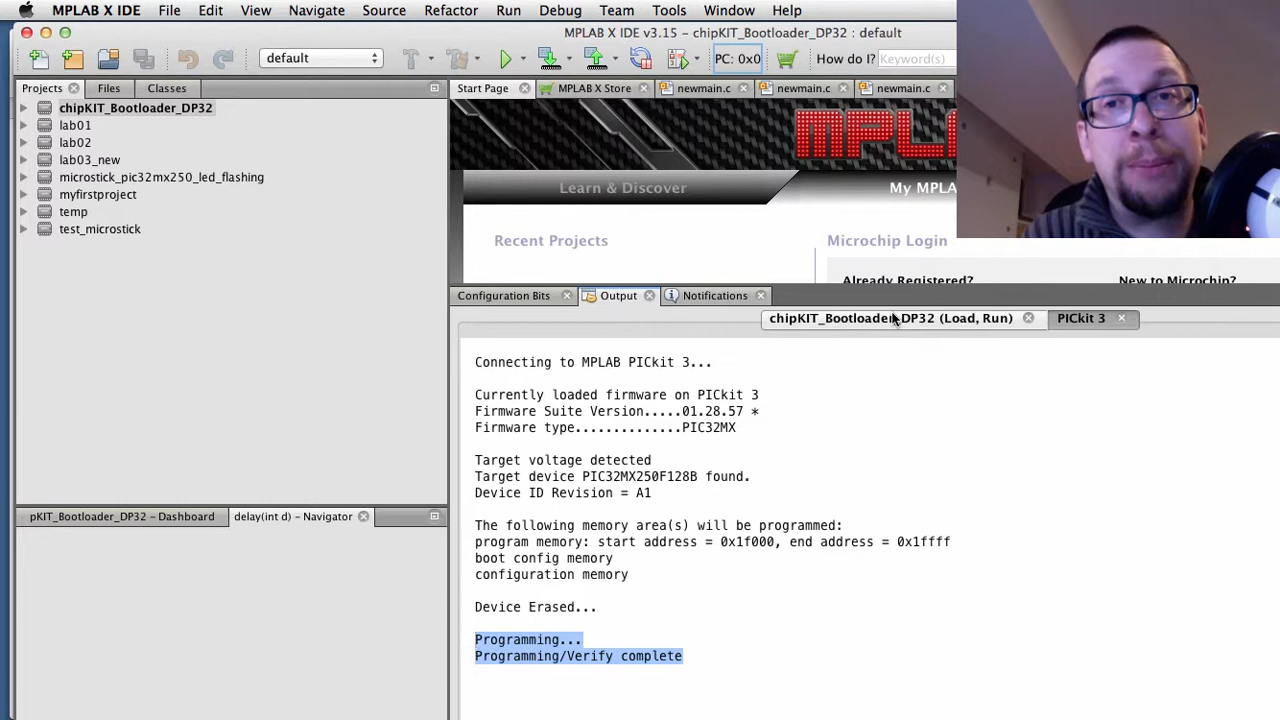 MPLAB X IDE File Edit View Navigate Source Refactor Run Debug Team Tools Window Help
MPLAB X IDE v3.15 - chipKIT_Bootloader_DP32 : default
default
PC: 0x0
How do I?
Keyword(s)
Projects
Files
Classes
Start Page
MPLAB X Store
newmain.c
newmain.c
newmain.c
chipKIT_Bootloader_DP32
lab01
lab02
lab03_new
microstick_pic32mx250_led_flashing
myfirstproject
temp
test_microstick
Learn & Discover
My MPLA
Recent Projects
Microchip Login
Already Registered?
New to Microchip?
Configuration Bits
Output
Notifications
chipKIT_Bootloader_DP32 (Load, Run)
PICkit 3
Connecting to MPLAB PICkit 3...
Currently loaded firmware on PICkit 3
Firmware Suite Version.....01.28.57 *
Firmware type..............PIC32MX
Target voltage detected
Target device PIC32MX250F128B found.
Device ID Revision = A1
The following memory area(s) will be programmed:
program memory: start address = 0x1f000, end address = 0x1ffff
boot config memory
configuration memory
Device Erased...
Programming...
Programming/Verify complete
pKIT_Bootloader_DP32 - Dashboard
delay(int d) - Navigator